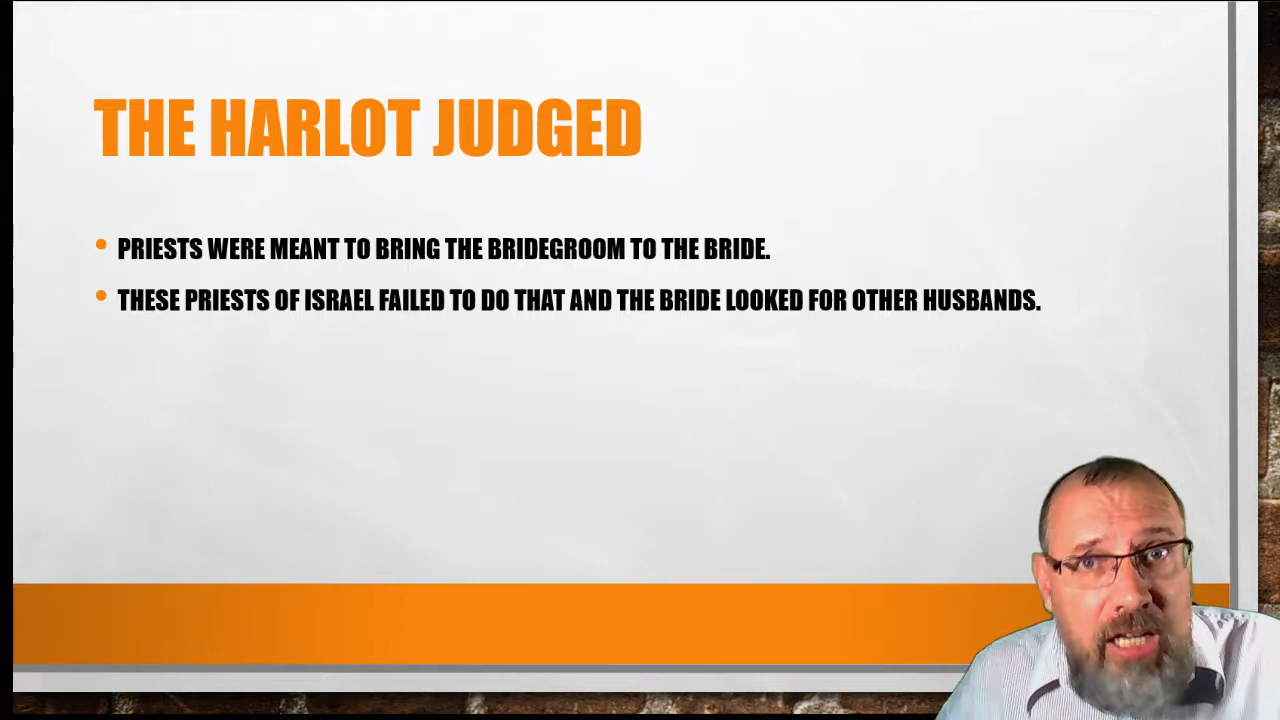 THE HARLOT JUDGED
• PRIESTS WERE MEANT TO BRING THE BRIDEGROOM TO THE BRIDE.
• THESE PRIESTS OF ISRAEL FAILED TO DO THAT AND THE BRIDE LOOKED FOR OTHER HUSBANDS.